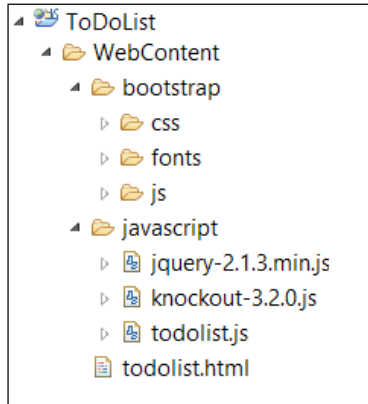 ToDoList
WebContent
bootstrap
css
fonts
js
javascript
jquery-2.1.3.min.js
knockout-3.2.0.js
todolist.js
todolist.html